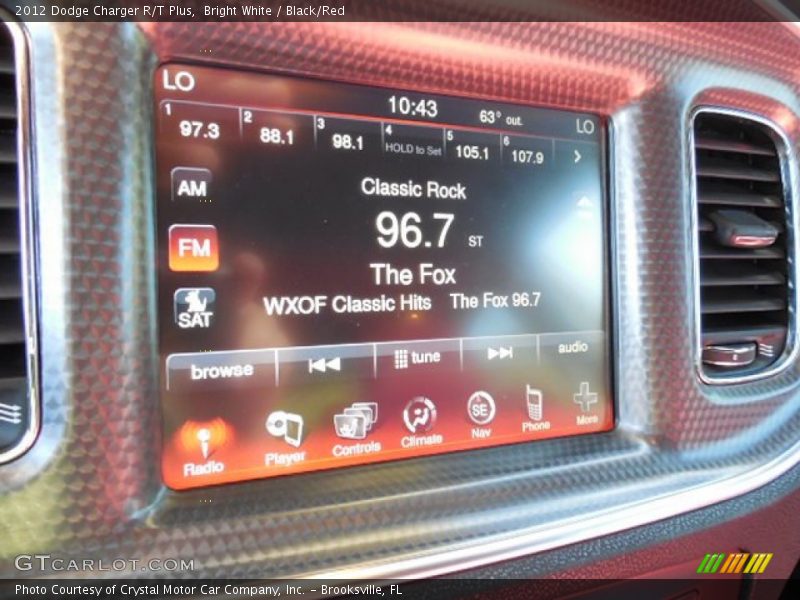 2012 Dodge Charger R/T Plus,  Bright White / Black/Red
LO
10:43
63° out.
LO
1 97.3
2 88.1
3 98.1
4 HOLD to Set
5 105.1
6 107.9
AM
Classic Rock
96.7 ST
FM
The Fox
SAT
WXOF Classic Hits The Fox 96.7
browse
tune
audio
Radio
Player
Controls
Climate
SE
Nav
Phone
More
GTCARLOT.COM
Photo Courtesy of Crystal Motor Car Company, Inc. – Brooksville, FL